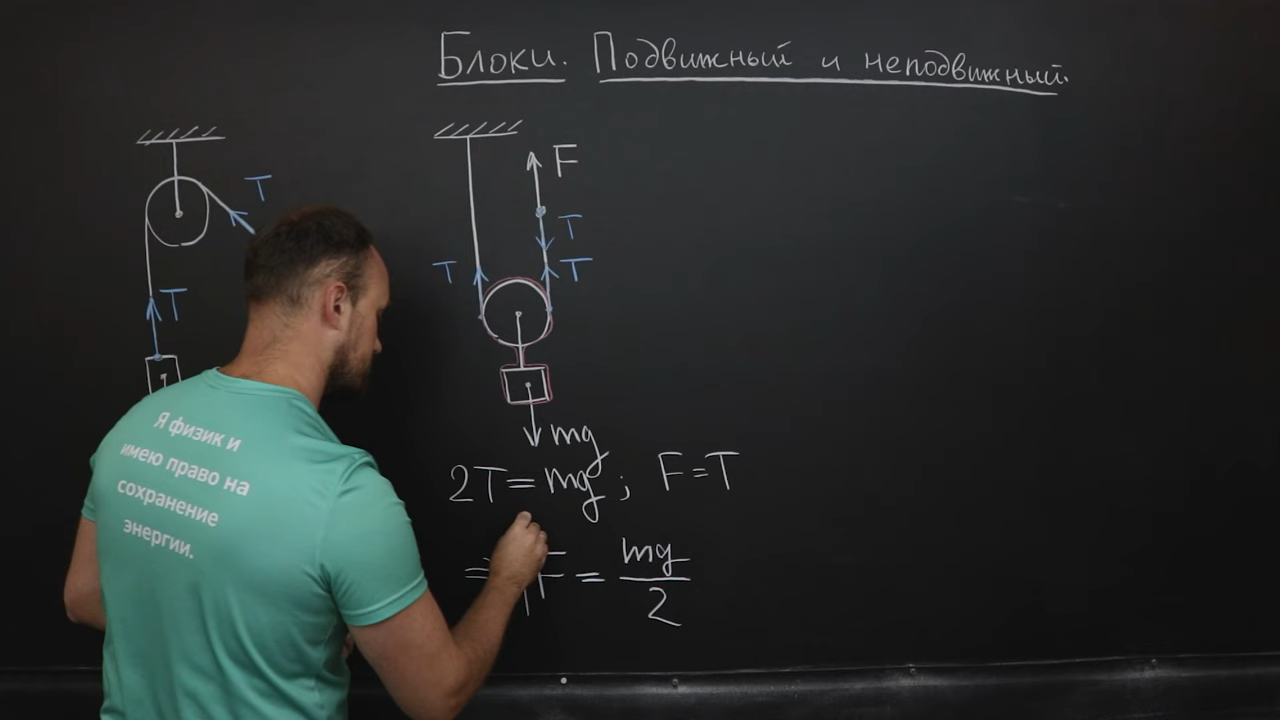 Блоки. Подвижный и неподвижный.
T
T
F
T
T
T
mg
2T = mg; F = T
⇒ F = mg/2
Я физик и
имею право на
сохранение
энергии.